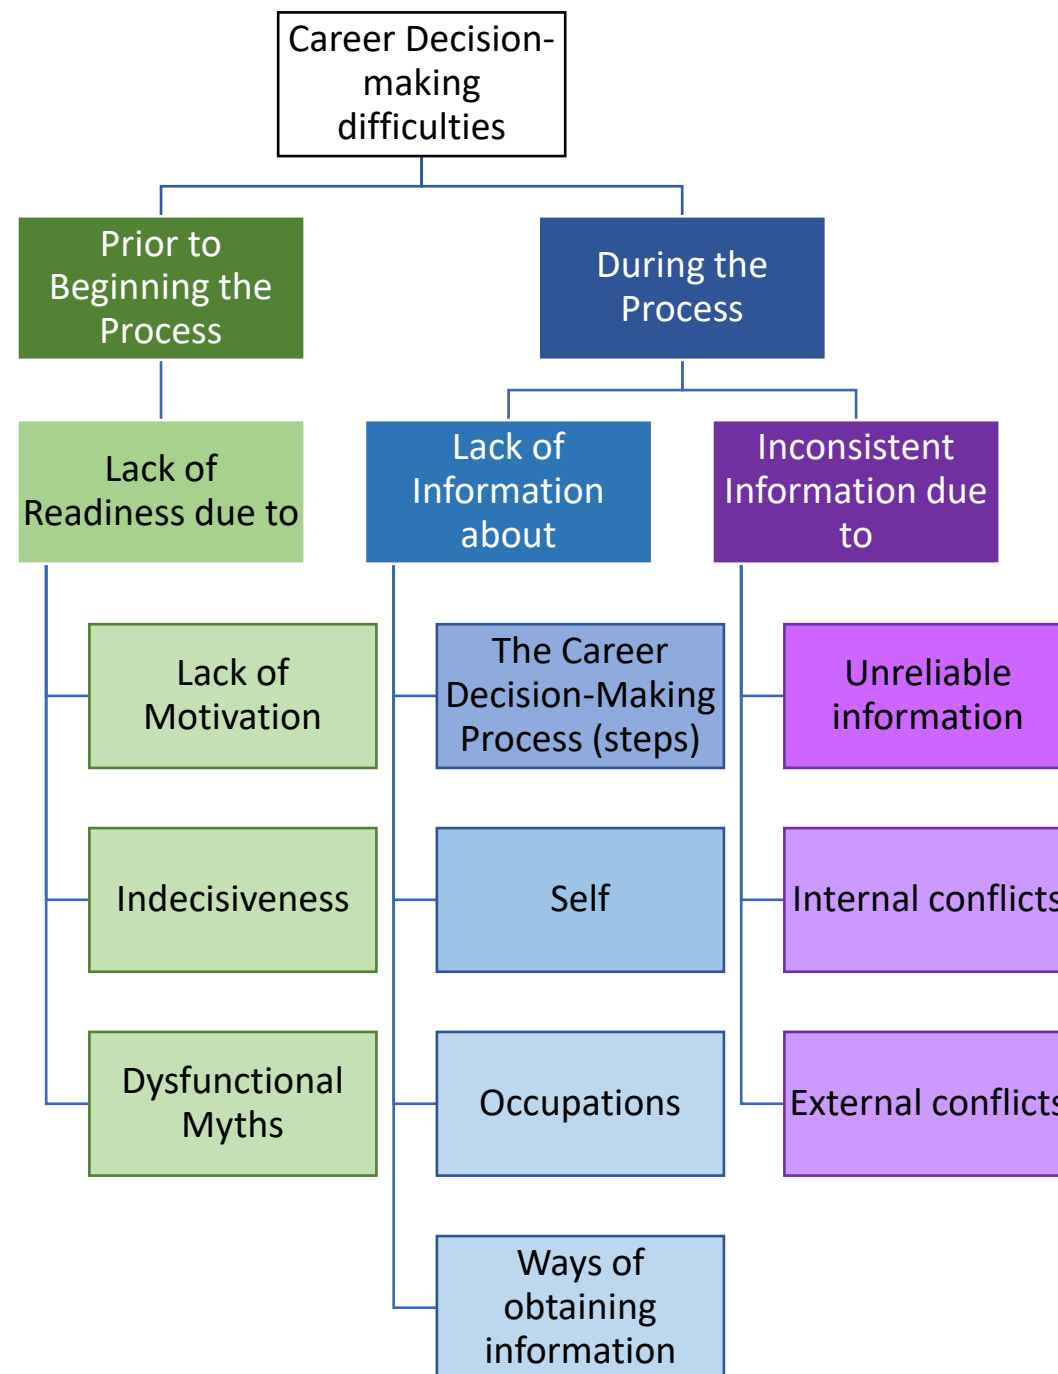 Career Decision-
making
difficulties
Prior to
Beginning the
Process
During the
Process
Lack of
Readiness due to
Lack of
Information
about
Inconsistent
Information due
to
Lack of
Motivation
The Career
Decision-Making
Process (steps)
Unreliable
information
Indecisiveness
Self
Internal conflicts
Dysfunctional
Myths
Occupations
External conflicts
Ways of
obtaining
information